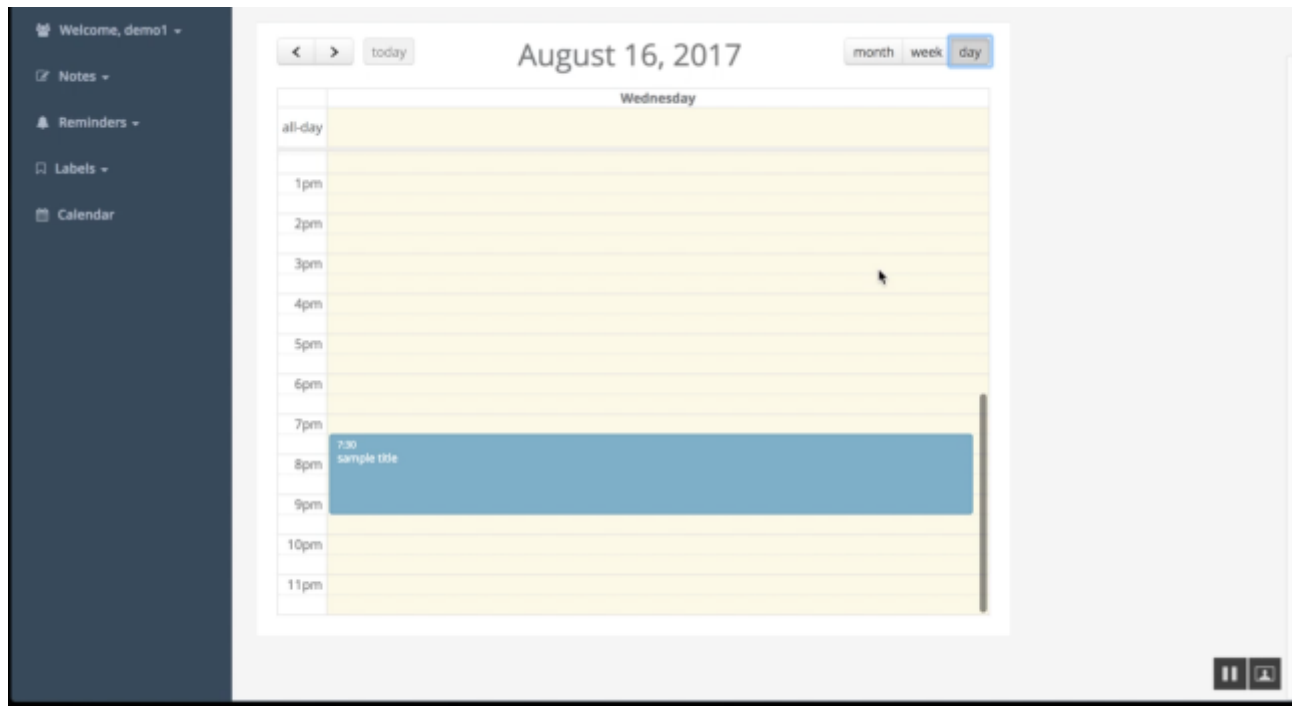 Welcome, demo1
Notes
Reminders
Labels
Calendar
today
August 16, 2017
month week day
Wednesday
all-day
1pm
2pm
3pm
4pm
5pm
6pm
7pm
7:30
sample title
8pm
9pm
10pm
11pm